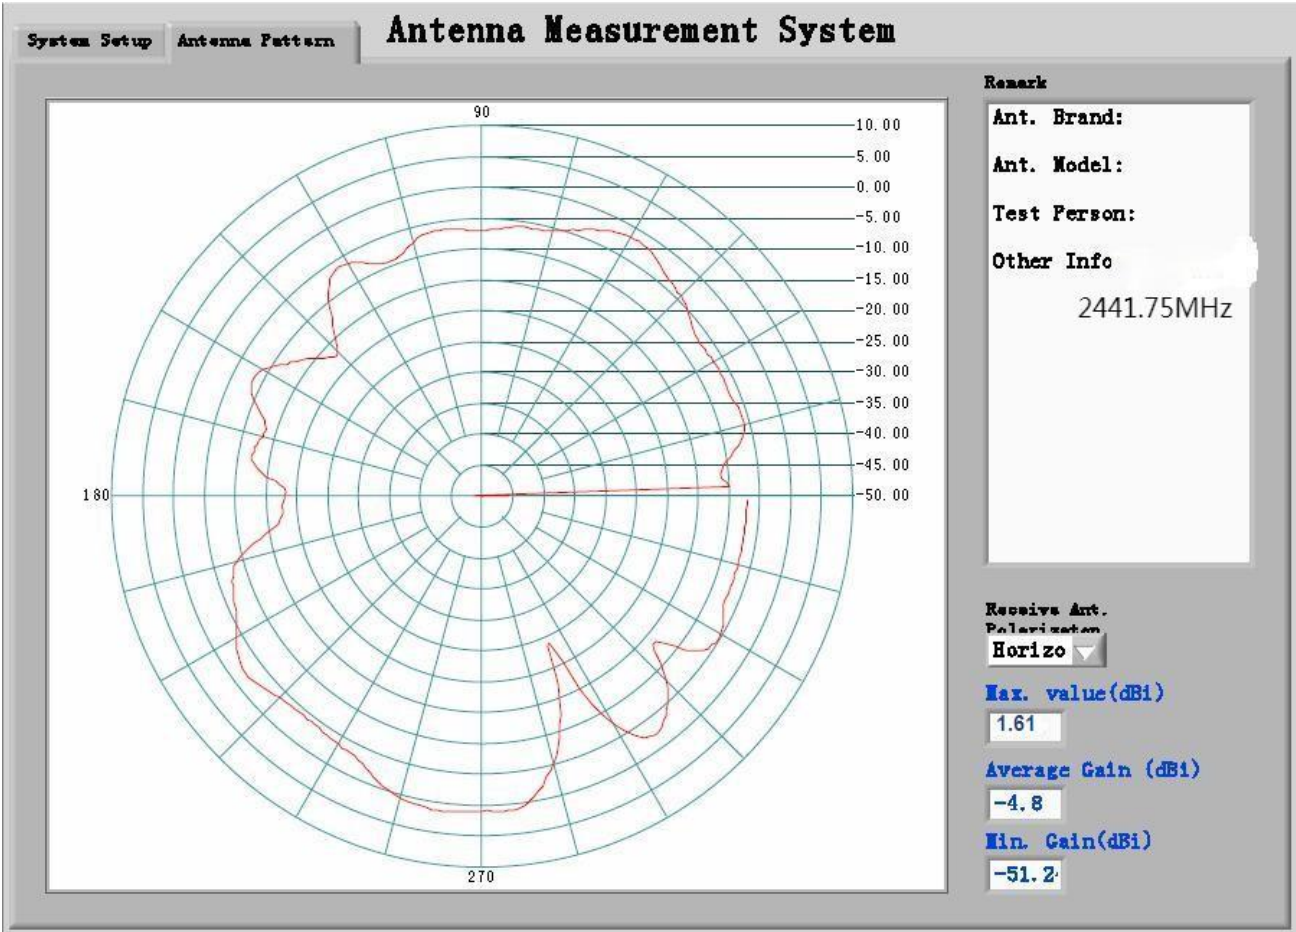 Antenna Measurement System
System Setup
Antenna Pattern
90
180
270
10.00
5.00
0.00
-5.00
-10.00
-15.00
-20.00
-25.00
-30.00
-35.00
-40.00
-45.00
-50.00
Remark
Ant. Brand:
Ant. Model:
Test Person:
Other Info
2441.75MHz
Receive Ant.
Polarizaton
Horizo
Max. value(dBi)
1.61
Average Gain (dBi)
-4.8
Min. Gain(dBi)
-51.2